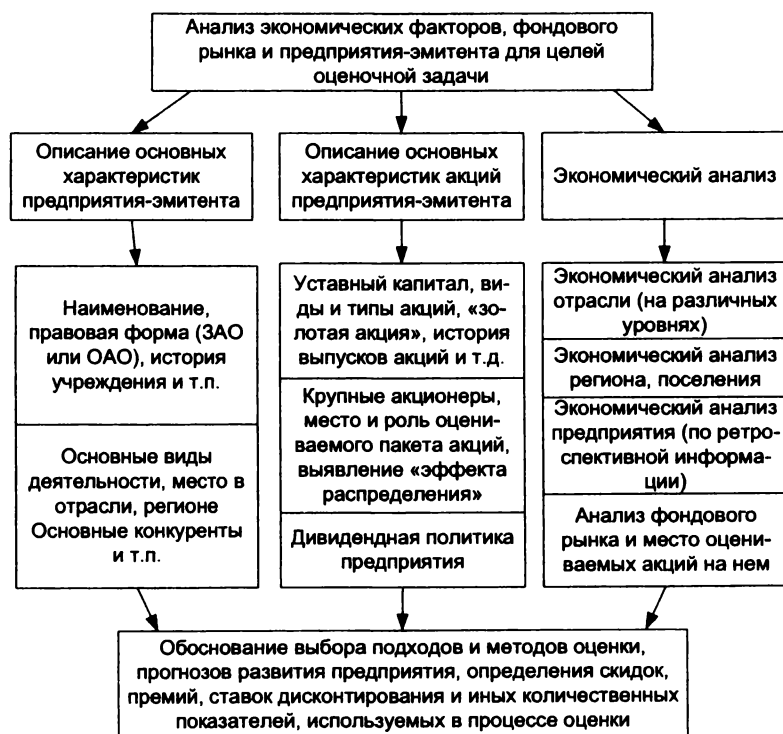 Анализ экономических факторов, фондового
рынка и предприятия-эмитента для целей
оценочной задачи
Описание основных
характеристик
предприятия-эмитента
Описание основных
характеристик акций
предприятия-эмитента
Экономический анализ
Наименование,
правовая форма (ЗАО
или ОАО), история
учреждения и т.п.
Основные виды
деятельности, место в
отрасли, регионе
Основные конкуренты
и т.п.
Уставный капитал, ви-
ды и типы акций, «зо-
лотая акция», история
выпусков акций и т.д.
Крупные акционеры,
место и роль оцени-
ваемого пакета акций,
выявление «эффекта
распределения»
Дивидендная политика
предприятия
Экономический анализ
отрасли (на различных
уровнях)
Экономический анализ
региона, поселения
Экономический анализ
предприятия (по ретро-
спективной информа-
ции)
Анализ фондового
рынка и место оцени-
ваемых акций на нем
Обоснование выбора подходов и методов оценки,
прогнозов развития предприятия, определения скидок,
премий, ставок дисконтирования и иных количественных
показателей, используемых в процессе оценки